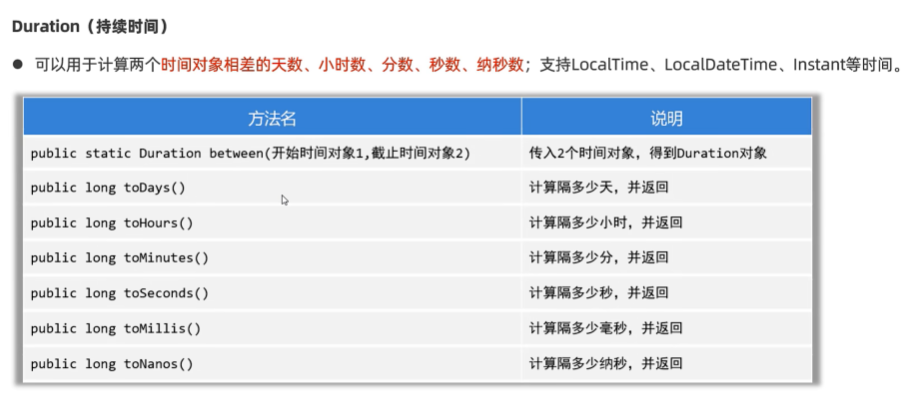 Duration（持续时间）
● 可以用于计算两个时间对象相差的天数、小时数、分数、秒数、纳秒数；支持LocalTime、LocalDateTime、Instant等时间。
方法名 说明
public static Duration between(开始时间对象1,截止时间对象2) 传入2个时间对象，得到Duration对象
public long toDays() 计算隔多少天，并返回
public long toHours() 计算隔多少小时，并返回
public long toMinutes() 计算隔多少分，并返回
public long toSeconds() 计算隔多少秒，并返回
public long toMillis() 计算隔多少毫秒，并返回
public long toNanos() 计算隔多少纳秒，并返回